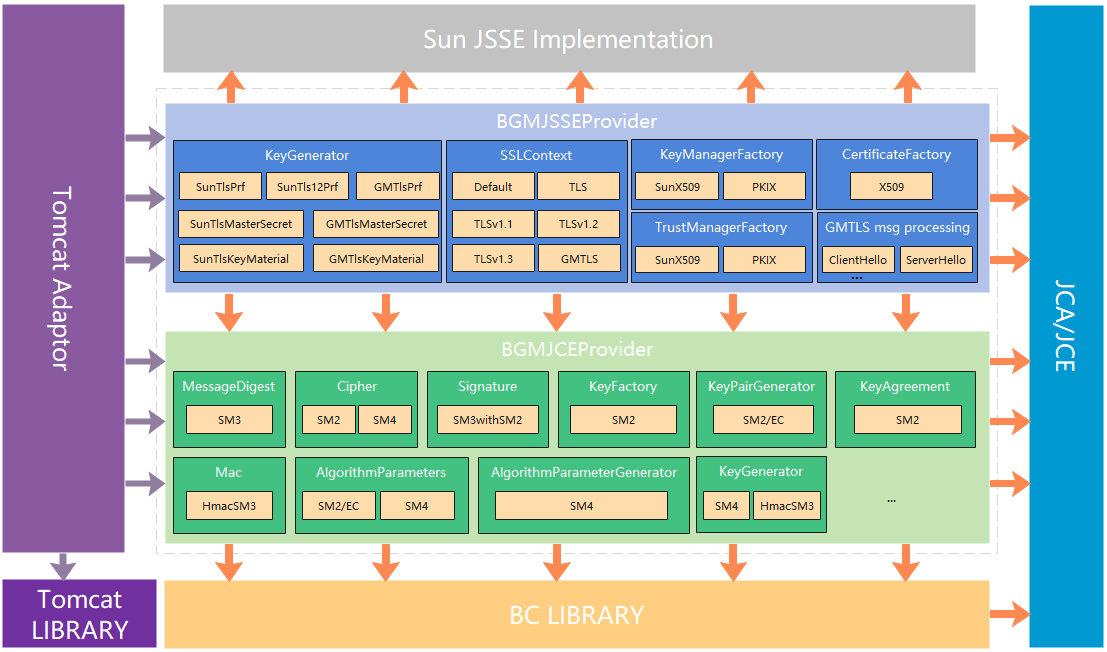 Tomcat Adaptor
Tomcat
LIBRARY
Sun JSSE Implementation
BGMJSSEProvider
KeyGenerator
SunTlsPrf
SunTls12Prf
GMTlsPrf
SunTlsMasterSecret
GMTlsMasterSecret
SunTlsKeyMaterial
GMTlsKeyMaterial
SSLContext
Default
TLS
TLSv1.1
TLSv1.2
TLSv1.3
GMTLS
KeyManagerFactory
SunX509
PKIX
TrustManagerFactory
SunX509
PKIX
CertificateFactory
X509
GMTLS msg processing
ClientHello
ServerHello
...
BGMJCEProvider
MessageDigest
SM3
Cipher
SM2
SM4
Signature
SM3withSM2
KeyFactory
SM2
KeyPairGenerator
SM2/EC
KeyAgreement
SM2
Mac
HmacSM3
AlgorithmParameters
SM2/EC
SM4
AlgorithmParameterGenerator
SM4
KeyGenerator
SM4
HmacSM3
...
BC LIBRARY
JCA/JCE